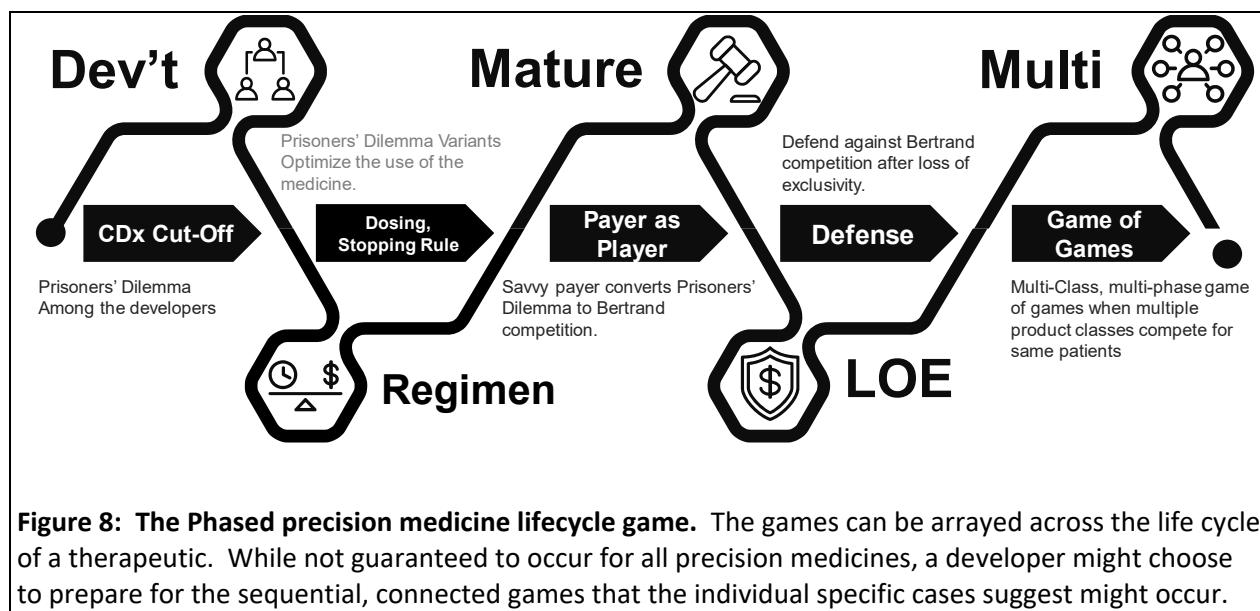 Dev't
Mature
Multi
Prisoners' Dilemma Variants
Optimize the use of the
medicine.
Defend against Bertrand
competition after loss of
exclusivity.
CDx Cut-Off
Dosing,
Stopping Rule
Payer as
Player
Defense
Game of
Games
Prisoners' Dilemma
Among the developers
Savvy payer converts Prisoners'
Dilemma to Bertrand
competition.
Multi-Class, multi-phase game
of games when multiple
product classes compete for
same patients
$
Regimen
$
LOE
Figure 8: The Phased precision medicine lifecycle game. The games can be arrayed across the life cycle
of a therapeutic. While not guaranteed to occur for all precision medicines, a developer might choose
to prepare for the sequential, connected games that the individual specific cases suggest might occur.